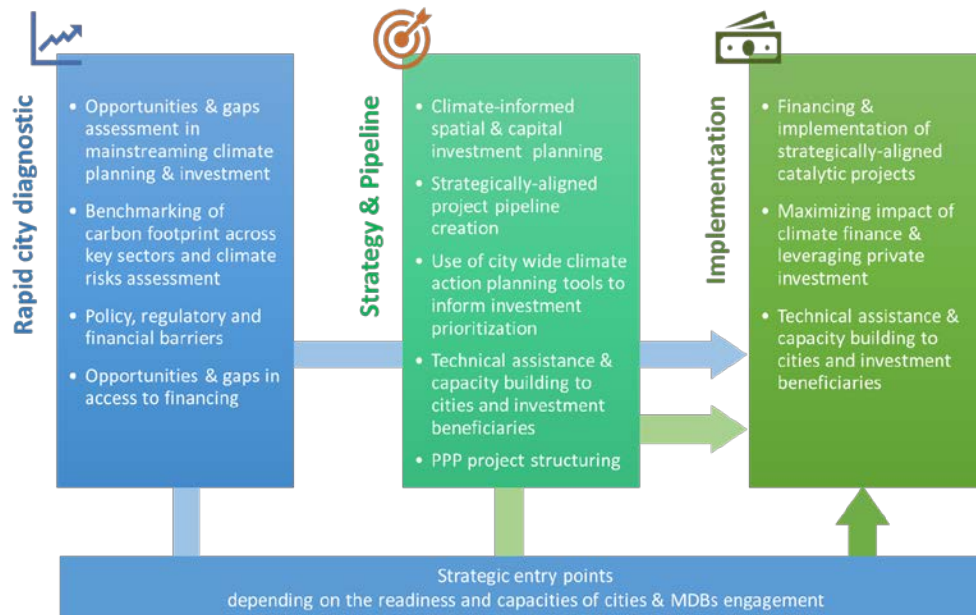 Rapid city diagnostic
• Opportunities & gaps
assessment in
mainstreaming climate
planning & investment
• Benchmarking of
carbon footprint across
key sectors and climate
risks assessment
• Policy, regulatory and
financial barriers
• Opportunities & gaps in
access to financing
Strategy & Pipeline
• Climate-informed
spatial & capital
investment planning
• Strategically-aligned
project pipeline
creation
• Use of city wide climate
action planning tools to
inform investment
prioritization
• Technical assistance &
capacity building to
cities and investment
beneficiaries
• PPP project structuring
Implementation
• Financing &
implementation of
strategically-aligned
catalytic projects
• Maximizing impact of
climate finance &
leveraging private
investment
• Technical assistance &
capacity building to
cities and investment
beneficiaries
Strategic entry points
depending on the readiness and capacities of cities & MDBs engagement